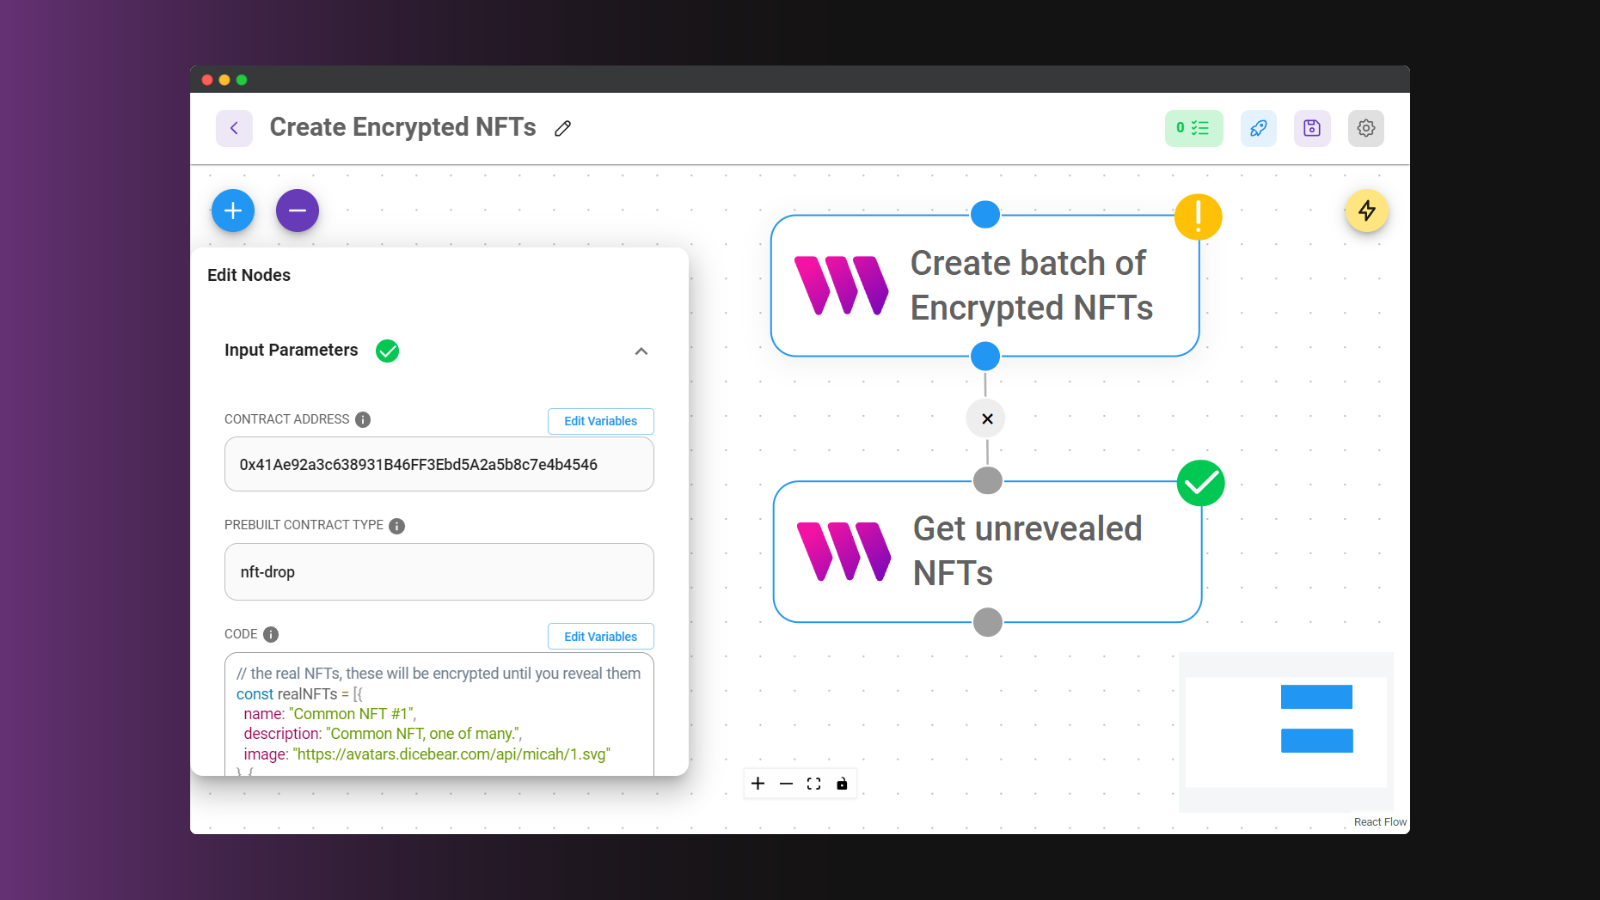 Create Encrypted NFTs
0
Edit Nodes
Input Parameters
CONTRACT ADDRESS
Edit Variables
0x41Ae92a3c638931B46FF3Ebd5A2a5b8c7e4b4546
PREBUILT CONTRACT TYPE
nft-drop
CODE
Edit Variables
// the real NFTs, these will be encrypted until you reveal them
const realNFTs = [{
name: "Common NFT #1",
description: "Common NFT, one of many.",
image: "https://avatars.dicebear.com/api/micah/1.svg"
}, {
Create batch of
Encrypted NFTs
Get unrevealed
NFTs
React Flow